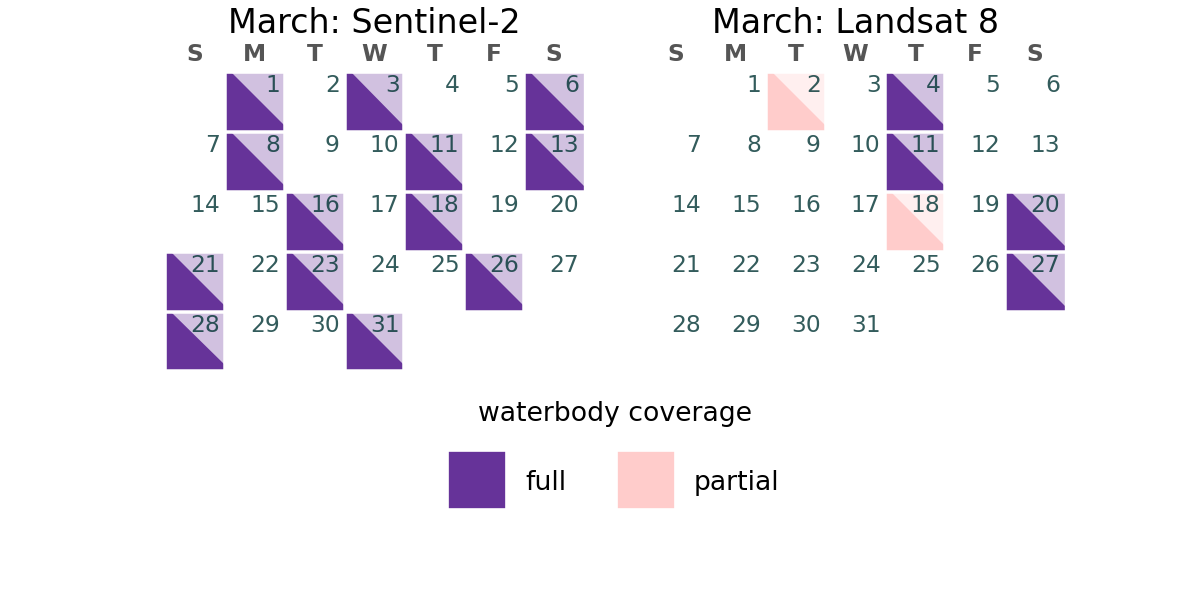 March: Sentinel-2
S M T W T F S
1 2 3 4 5 6
7 8 9 10 11 12 13
14 15 16 17 18 19 20
21 22 23 24 25 26 27
28 29 30 31
March: Landsat 8
S M T W T F S
1 2 3 4 5 6
7 8 9 10 11 12 13
14 15 16 17 18 19 20
21 22 23 24 25 26 27
28 29 30 31
waterbody coverage
full partial